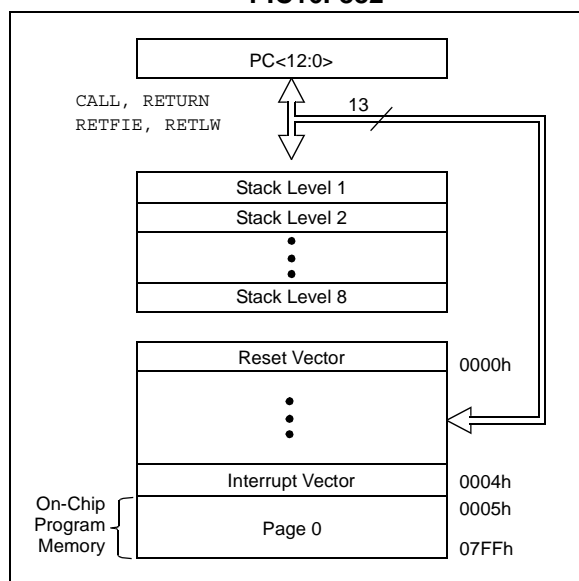 PC<12:0>
CALL, RETURN
RETFIE, RETLW
13
Stack Level 1
Stack Level 2
Stack Level 8
Reset Vector
0000h
Interrupt Vector
0004h
On-Chip
Program
Memory
0005h
Page 0
07FFh